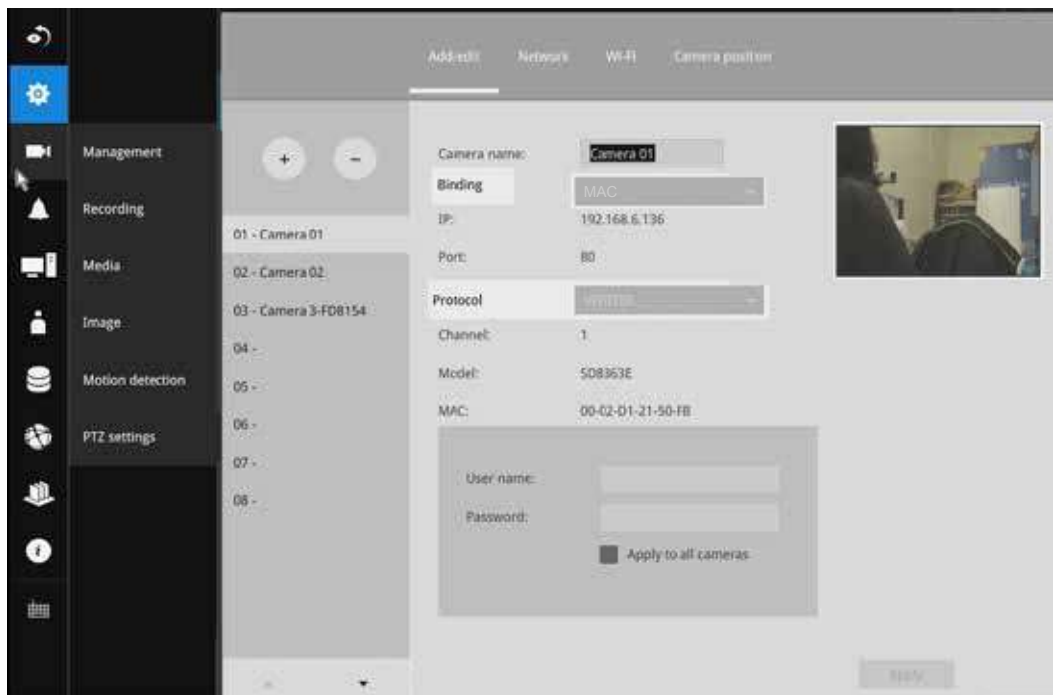 Add/edit Network Wi-Fi Camera position
Management
Recording
Media
Image
Motion detection
PTZ settings
+ -
01 - Camera 01
02 - Camera 02
03 - Camera 3-FD8154
04 -
05 -
06 -
07 -
08 -
Camera name: Camera 01
Binding MAC
IP: 192.168.6.136
Port: 80
Protocol
Channel: 1
Model: SD8363E
MAC: 00-02-D1-21-50-FB
User name:
Password:
Apply to all cameras
Apply